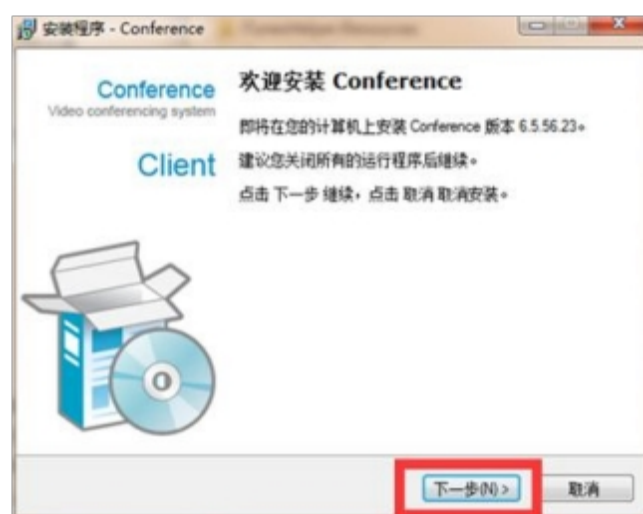 安装程序 - Conference
Conference
Video conferencing system
Client
欢迎安装 Conference
即将在您的计算机上安装 Conference 版本 6.5.56.23。
建议您关闭所有的运行程序后继续。
点击 下一步 继续，点击 取消 取消安装。
下一步(N) >
取消